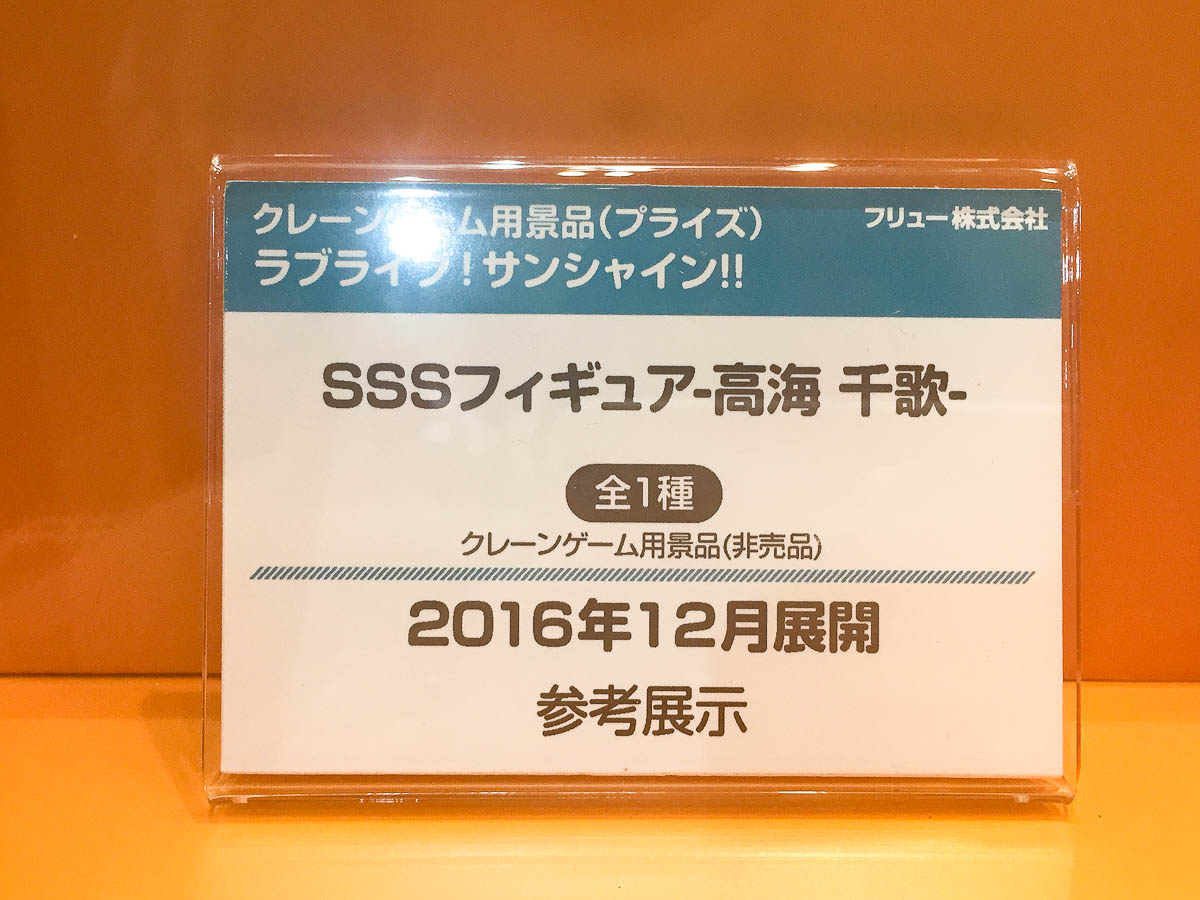 クレーンゲーム用景品(プライズ)
フリュー株式会社
ラブライブ!サンシャイン!!
SSSフィギュア-高海 千歌-
全1種
クレーンゲーム用景品(非売品)
2016年12月展開
参考展示